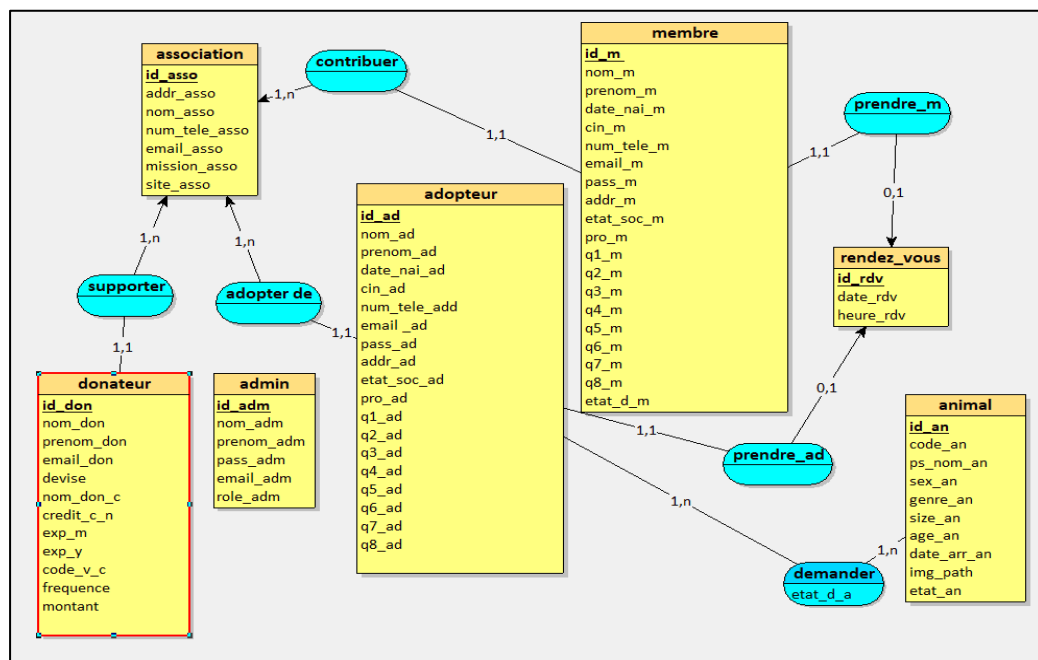 association
id_asso
addr_asso
nom_asso
num_tele_asso
email_asso
mission_asso
site_asso
contribuer
1,n
1,1
membre
id_m
nom_m
prenom_m
date_nai_m
cin_m
num_tele_m
email_m
pass_m
addr_m
etat_soc_m
pro_m
q1_m
q2_m
q3_m
q4_m
q5_m
q6_m
q7_m
q8_m
etat_d_m
prendre_m
1,1
0,1
rendez_vous
id_rdv
date_rdv
heure_rdv
1,n
supporter
1,1
1,n
adopter de
1,1
adopteur
id_ad
nom_ad
prenom_ad
date_nai_ad
cin_ad
num_tele_add
email _ad
pass_ad
addr_ad
etat_soc_ad
pro_ad
q1_ad
q2_ad
q3_ad
q4_ad
q5_ad
q6_ad
q7_ad
q8_ad
donateur
id_don
nom_don
prenom_don
email_don
devise
nom_don_c
credit_c_n
exp_m
exp_y
code_v_c
frequence
montant
admin
id_adm
nom_adm
prenom_adm
pass_adm
email_adm
role_adm
0,1
1,1
prendre_ad
1,n
demander
etat_d_a
1,n
animal
id_an
code_an
ps_nom_an
sex_an
genre_an
size_an
age_an
date_arr_an
img_path
etat_an